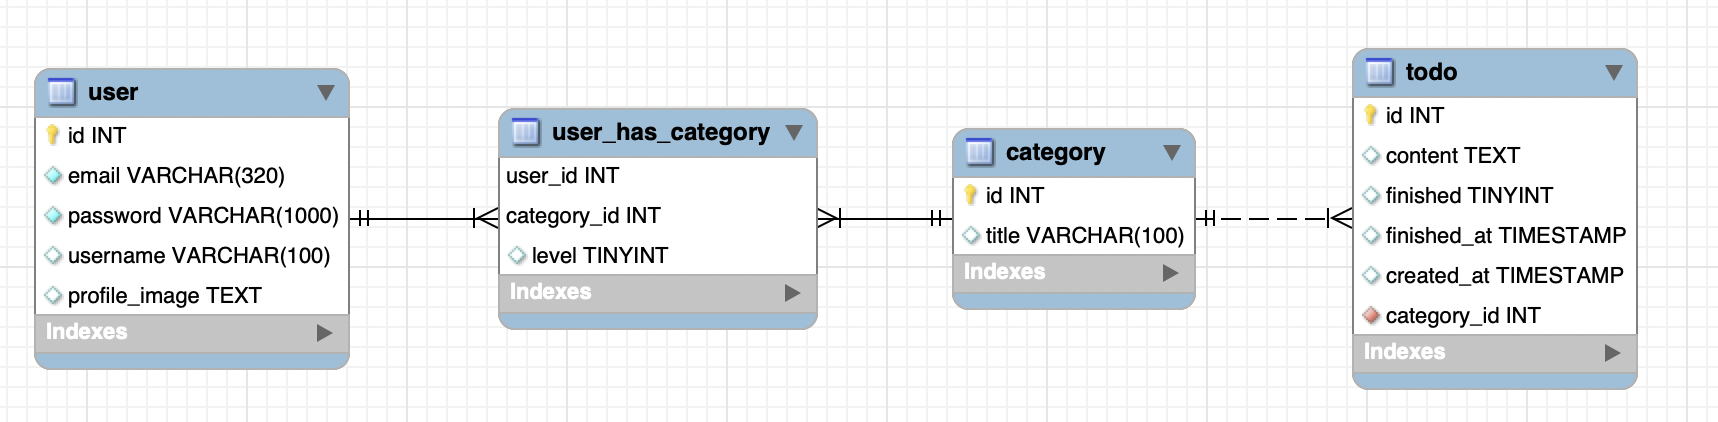 user
id INT
email VARCHAR(320)
password VARCHAR(1000)
username VARCHAR(100)
profile_image TEXT
Indexes
user_has_category
user_id INT
category_id INT
level TINYINT
Indexes
category
id INT
title VARCHAR(100)
Indexes
todo
id INT
content TEXT
finished TINYINT
finished_at TIMESTAMP
created_at TIMESTAMP
category_id INT
Indexes